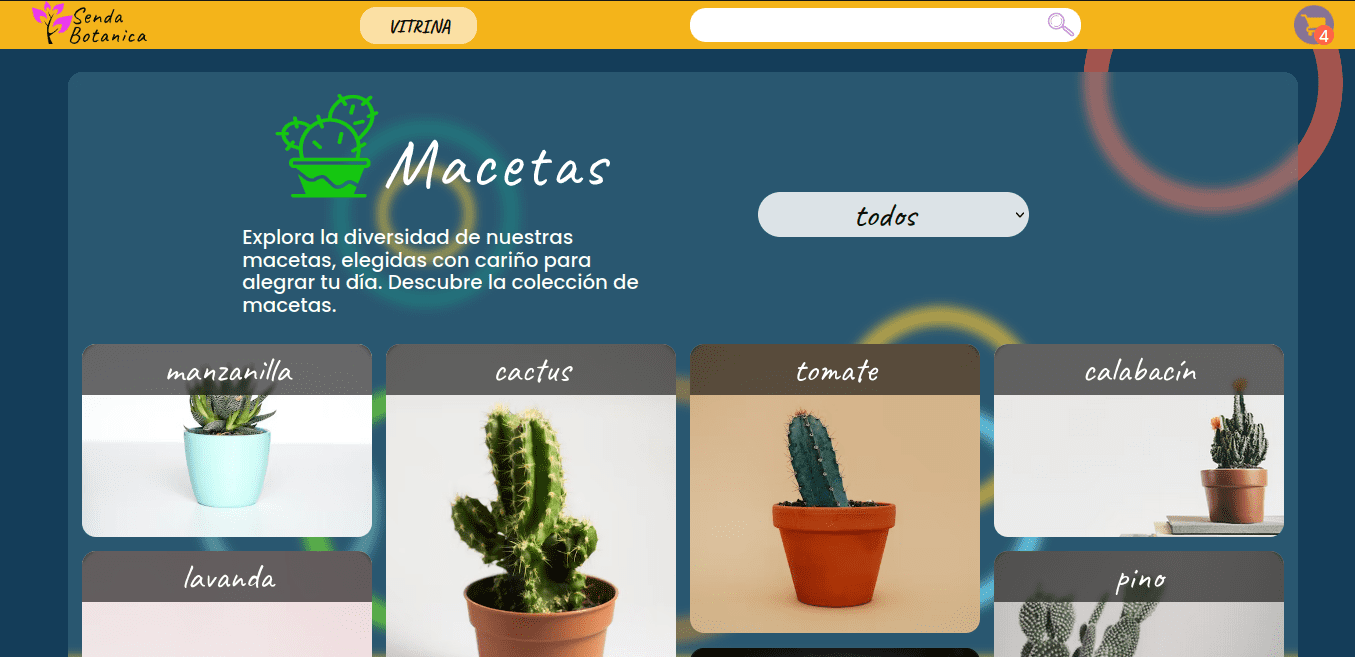 Senda
Botanica
VITRINA
4
Macetas
todos
Explora la diversidad de nuestras
macetas, elegidas con cariño para
alegrar tu día. Descubre la colección de
macetas.
manzanilla
cactus
tomate
calabacín
lavanda
pino